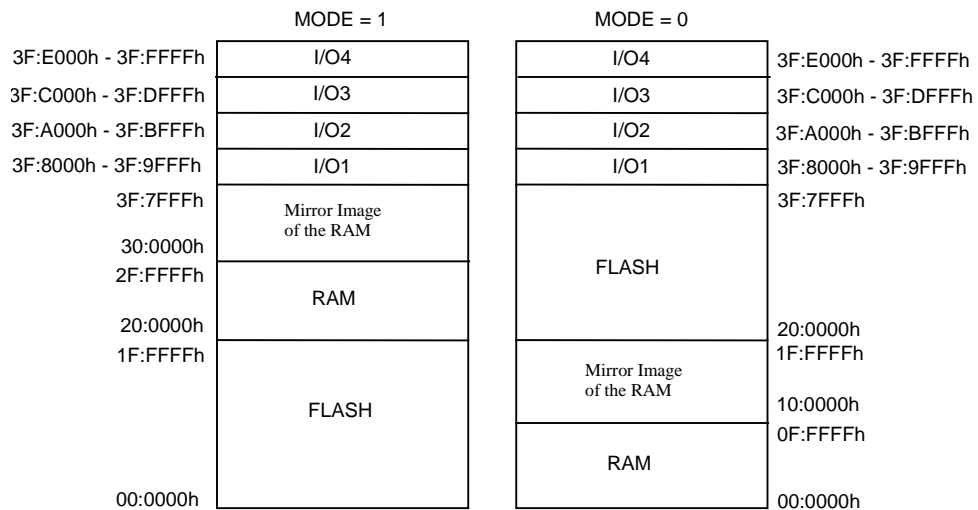 MODE = 1 MODE = 0
3F:E000h - 3F:FFFFh I/O4 I/O4 3F:E000h - 3F:FFFFh
3F:C000h - 3F:DFFFh I/O3 I/O3 3F:C000h - 3F:DFFFh
3F:A000h - 3F:BFFFh I/O2 I/O2 3F:A000h - 3F:BFFFh
3F:8000h - 3F:9FFFh I/O1 I/O1 3F:8000h - 3F:9FFFh
3F:7FFFh 3F:7FFFh
Mirror Image
of the RAM
30:0000h
2F:FFFFh FLASH
RAM
20:0000h 20:0000h
1F:FFFFh 1F:FFFFh
Mirror Image
of the RAM
FLASH 10:0000h
0F:FFFFh
RAM
00:0000h 00:0000h